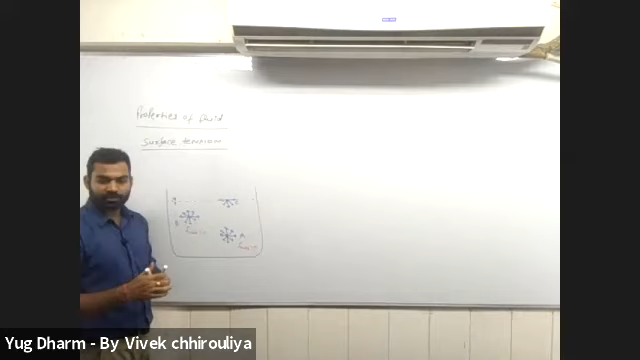 Properties of fluid
Surface tension
B
A
Yug Dharm - By Vivek chhirouliya